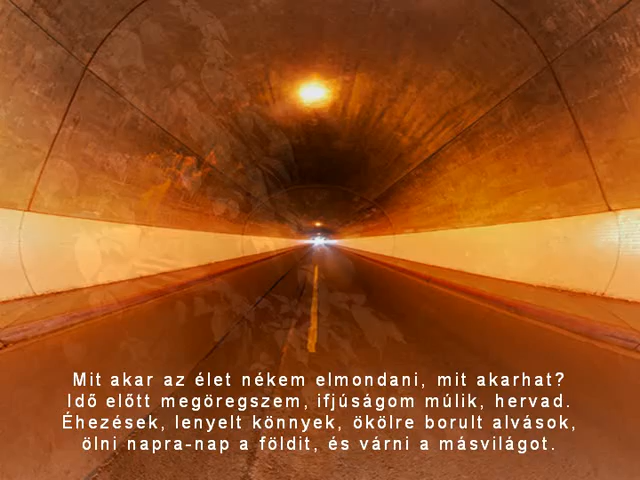 Mit akar az élet nékem elmondani, mit akarhat?
Idő előtt megöregszem, ifjúságom múlik, hervad.
Éhezések, lenyelt könnyek, ökölre borult alvások,
ölni napra-nap a földit, és várni a másvilágot.